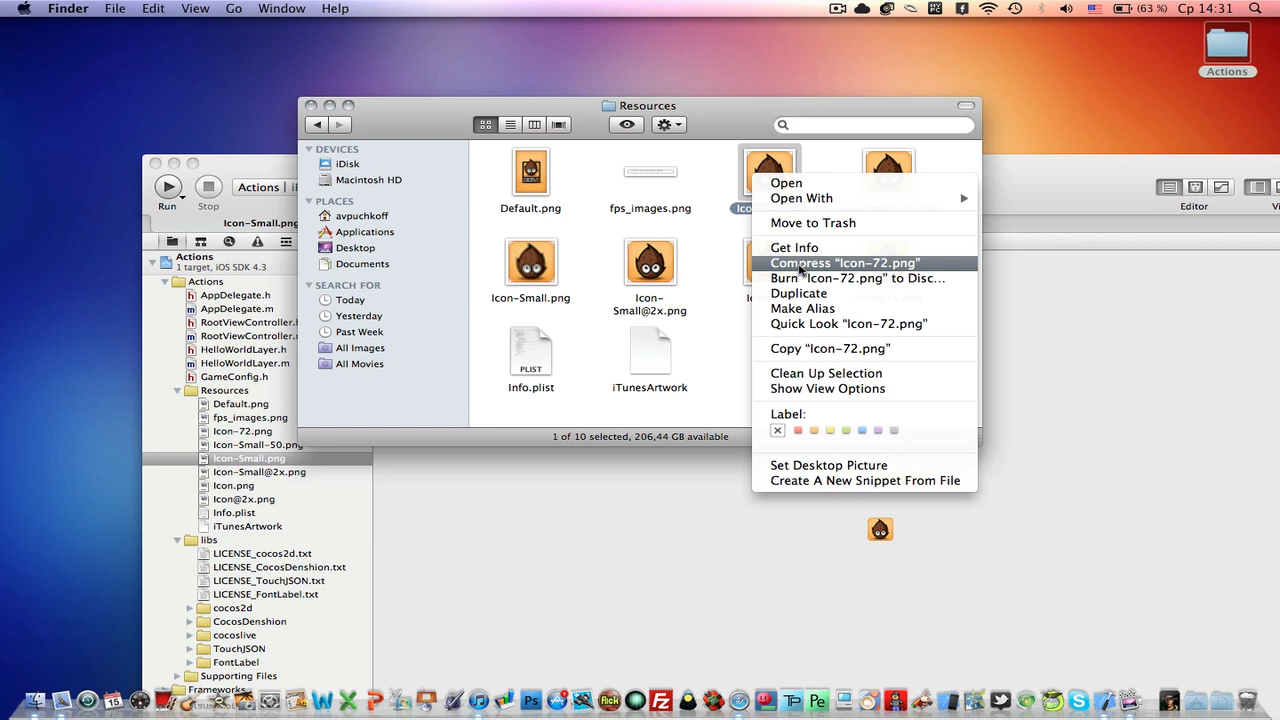 Finder File Edit View Go Window Help (63 %) Ср 14:31
Actions
Resources
DEVICES
iDisk
Macintosh HD
PLACES
avpuchkoff
Applications
Desktop
Documents
SEARCH FOR
Today
Yesterday
Past Week
All Images
All Movies
Default.png
fps_images.png
Icon-Small.png
Icon-
Small@2x.png
Info.plist
PLIST
iTunesArtwork
1 of 10 selected, 206,44 GB available
Open
Open With
Move to Trash
Get Info
Compress "Icon-72.png"
Burn "Icon-72.png" to Disc...
Duplicate
Make Alias
Quick Look "Icon-72.png"
Copy "Icon-72.png"
Clean Up Selection
Show View Options
Label:
Set Desktop Picture
Create A New Snippet From File
Run
Stop
Actions
Editor
View
Icon-Small.png
Actions
1 target, iOS SDK 4.3
Actions
AppDelegate.h
AppDelegate.m
RootViewController.
RootViewController.
HelloWorldLayer.h
HelloWorldLayer.m
GameConfig.h
Resources
Default.png
fps_images.png
Icon-72.png
Icon-Small-50.png
Icon-Small.png
Icon-Small@2x.png
Icon.png
Icon@2x.png
Info.plist
iTunesArtwork
libs
LICENSE_cocos2d.txt
LICENSE_CocosDenshion.txt
LICENSE_TouchJSON.txt
LICENSE_FontLabel.txt
cocos2d
CocosDenshion
cocoslive
TouchJSON
FontLabel
Supporting Files
Frameworks